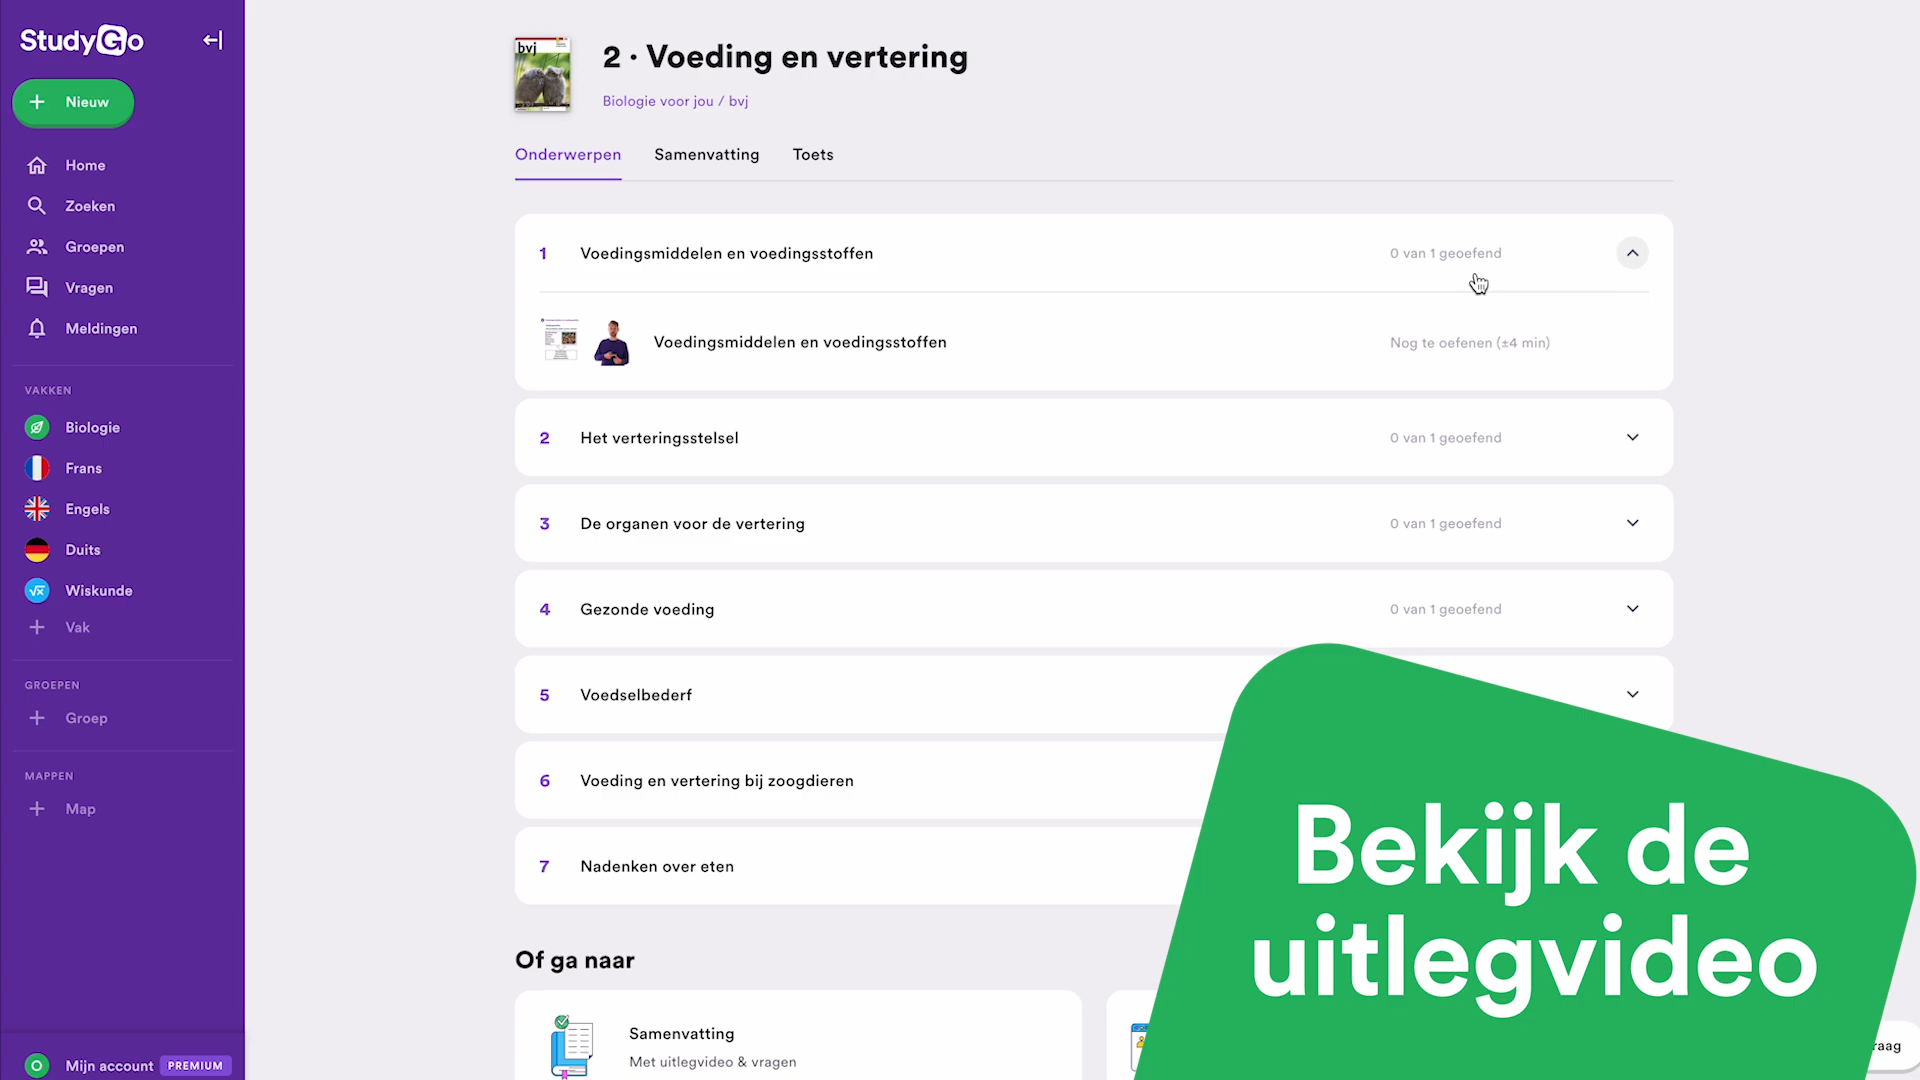 StudyGo
Nieuw
Home
Zoeken
Groepen
Vragen
Meldingen
VAKKEN
Biologie
Frans
Engels
Duits
Wiskunde
Vak
GROEPEN
Groep
MAPPEN
Map
Mijn account PREMIUM
bvj
2 · Voeding en vertering
Biologie voor jou / bvj
Onderwerpen Samenvatting Toets
1 Voedingsmiddelen en voedingsstoffen 0 van 1 geoefend
Voedingsmiddelen en voedingsstoffen Nog te oefenen (±4 min)
2 Het verteringsstelsel 0 van 1 geoefend
3 De organen voor de vertering 0 van 1 geoefend
4 Gezonde voeding 0 van 1 geoefend
5 Voedselbederf
6 Voeding en vertering bij zoogdieren
7 Nadenken over eten
Of ga naar
Samenvatting
Met uitlegvideo & vragen
Bekijk de
uitlegvideo